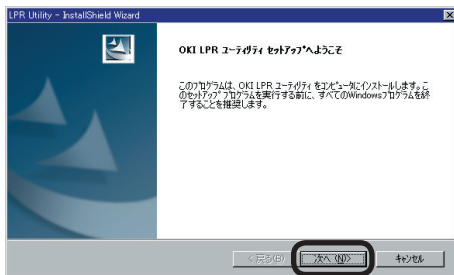 LPR Utility - InstallShield Wizard
OKI LPR ユーティリティ セットアップへようこそ
このプログラムは、OKI LPR ユーティリティ をコンピュータにインストールします。こ
のセットアップ プログラムを実行する前に、すべてのWindowsプログラムを終
了することを推奨します。
< 戻る(B)
次へ (N)>
キャンセル